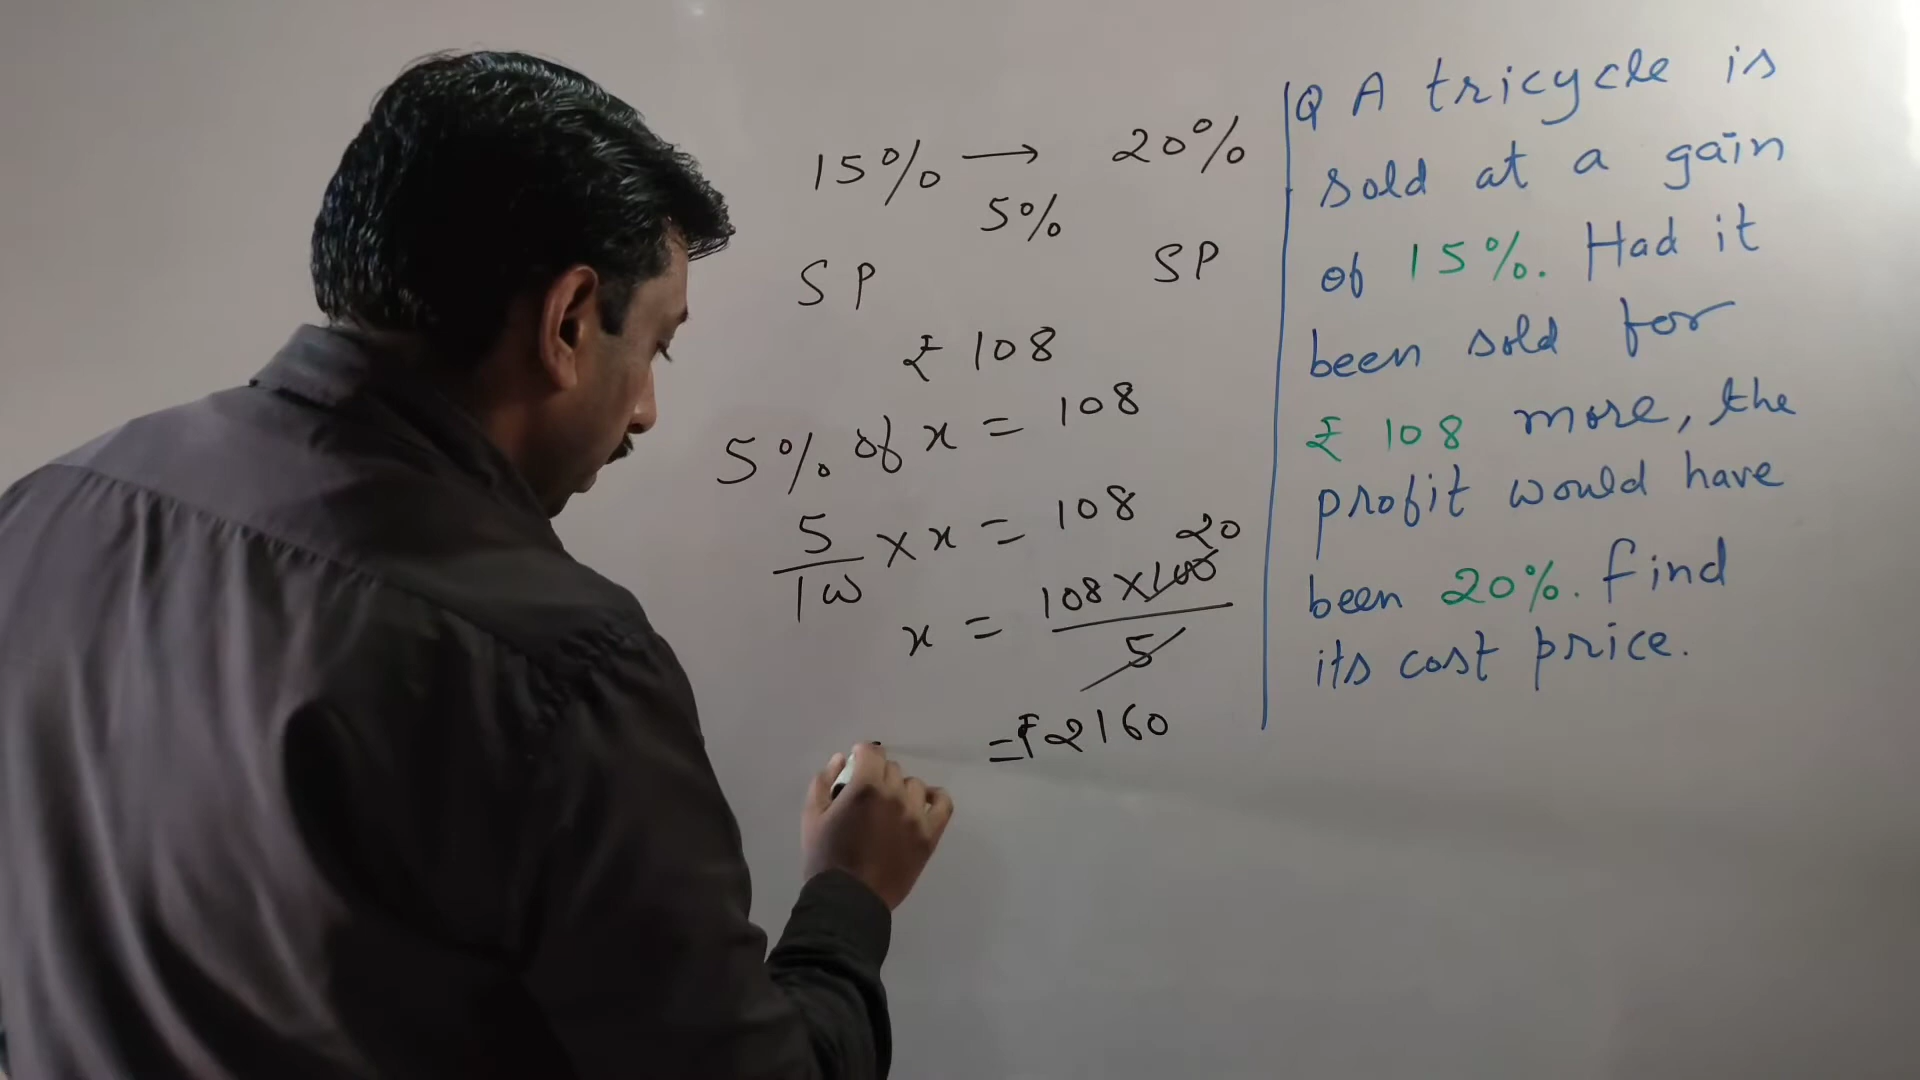 15% → 20%
5%
SP SP
₹ 108
5% of x = 108
5/100 × x = 108
20
x = 108 × 100 / 5
= ₹ 2160
Q A tricycle is
sold at a gain
of 15%. Had it
been sold for
₹ 108 more, the
profit would have
been 20%. Find
its cost price.